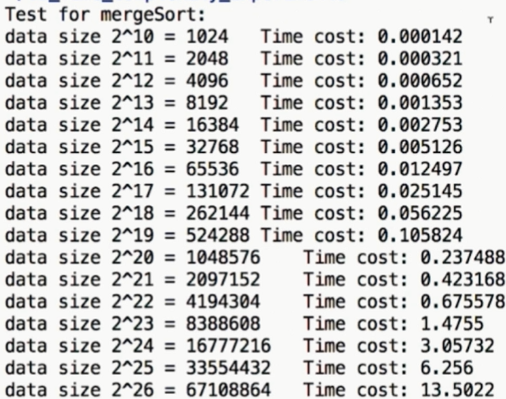 Test for mergeSort:
data size 2^10 = 1024 Time cost: 0.000142
data size 2^11 = 2048 Time cost: 0.000321
data size 2^12 = 4096 Time cost: 0.000652
data size 2^13 = 8192 Time cost: 0.001353
data size 2^14 = 16384 Time cost: 0.002753
data size 2^15 = 32768 Time cost: 0.005126
data size 2^16 = 65536 Time cost: 0.012497
data size 2^17 = 131072 Time cost: 0.025145
data size 2^18 = 262144 Time cost: 0.056225
data size 2^19 = 524288 Time cost: 0.105824
data size 2^20 = 1048576 Time cost: 0.237488
data size 2^21 = 2097152 Time cost: 0.423168
data size 2^22 = 4194304 Time cost: 0.675578
data size 2^23 = 8388608 Time cost: 1.4755
data size 2^24 = 16777216 Time cost: 3.05732
data size 2^25 = 33554432 Time cost: 6.256
data size 2^26 = 67108864 Time cost: 13.5022